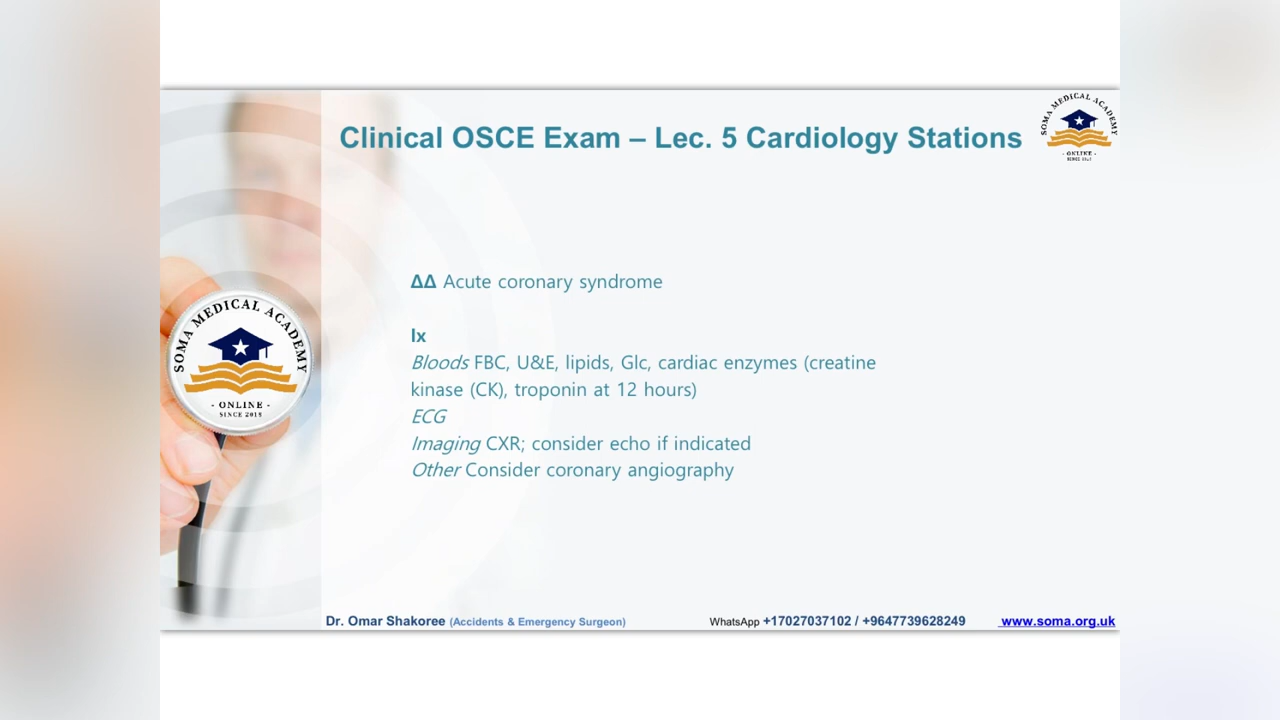 Clinical OSCE Exam – Lec. 5 Cardiology Stations
SOMA MEDICAL ACADEMY
- ONLINE -
ΔΔ Acute coronary syndrome
Ix
Bloods FBC, U&E, lipids, Glc, cardiac enzymes (creatine
kinase (CK), troponin at 12 hours)
ECG
Imaging CXR; consider echo if indicated
Other Consider coronary angiography
SOMA MEDICAL ACADEMY
- ONLINE -
SINCE 2018
Dr. Omar Shakoree (Accidents & Emergency Surgeon) WhatsApp +17027037102 / +9647739628249 www.soma.org.uk